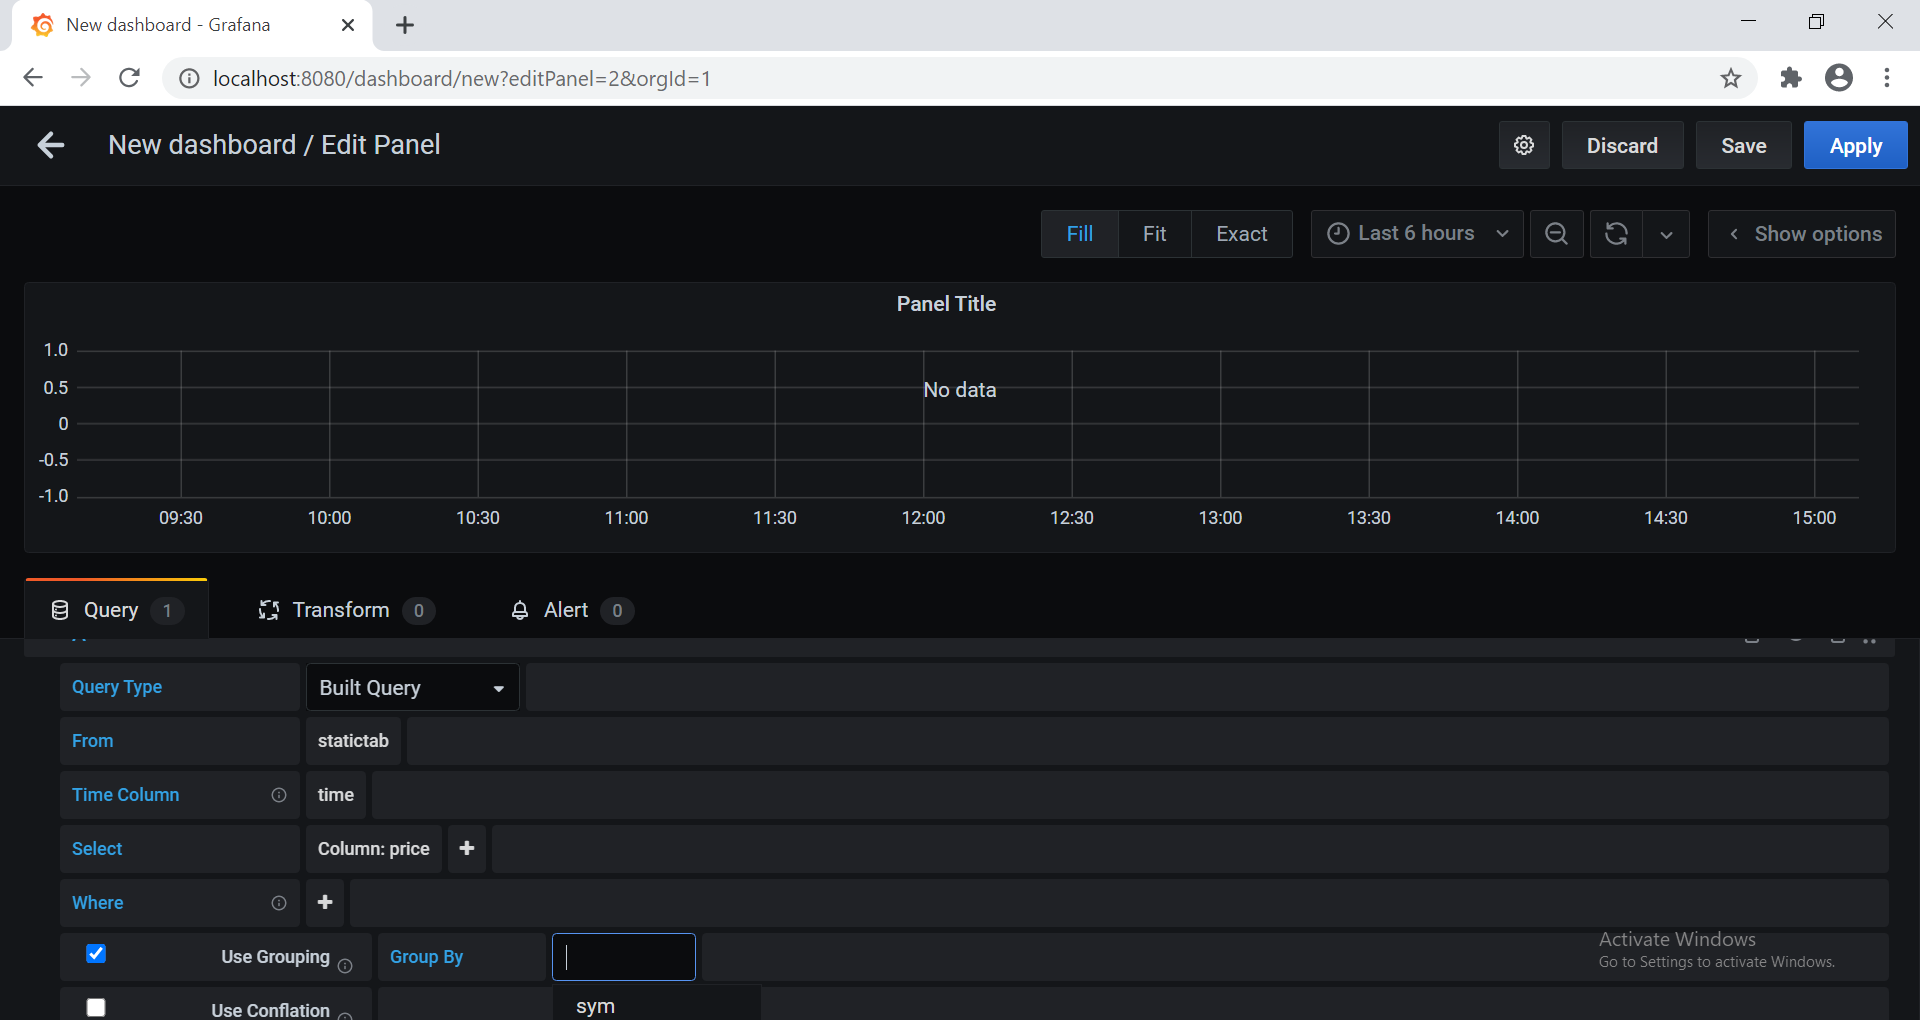 New dashboard - Grafana
localhost:8080/dashboard/new?editPanel=2&orgId=1
New dashboard / Edit Panel
Discard
Save
Apply
Fill
Fit
Exact
Last 6 hours
Show options
Panel Title
1.0
0.5
0
-0.5
-1.0
No data
09:30 10:00 10:30 11:00 11:30 12:00 12:30 13:00 13:30 14:00 14:30 15:00
Query 1
Transform 0
Alert 0
Query Type Built Query
From statictab
Time Column time
Select Column: price +
Where +
Use Grouping Group By
Activate Windows
Go to Settings to activate Windows.
Use Conflation
sym